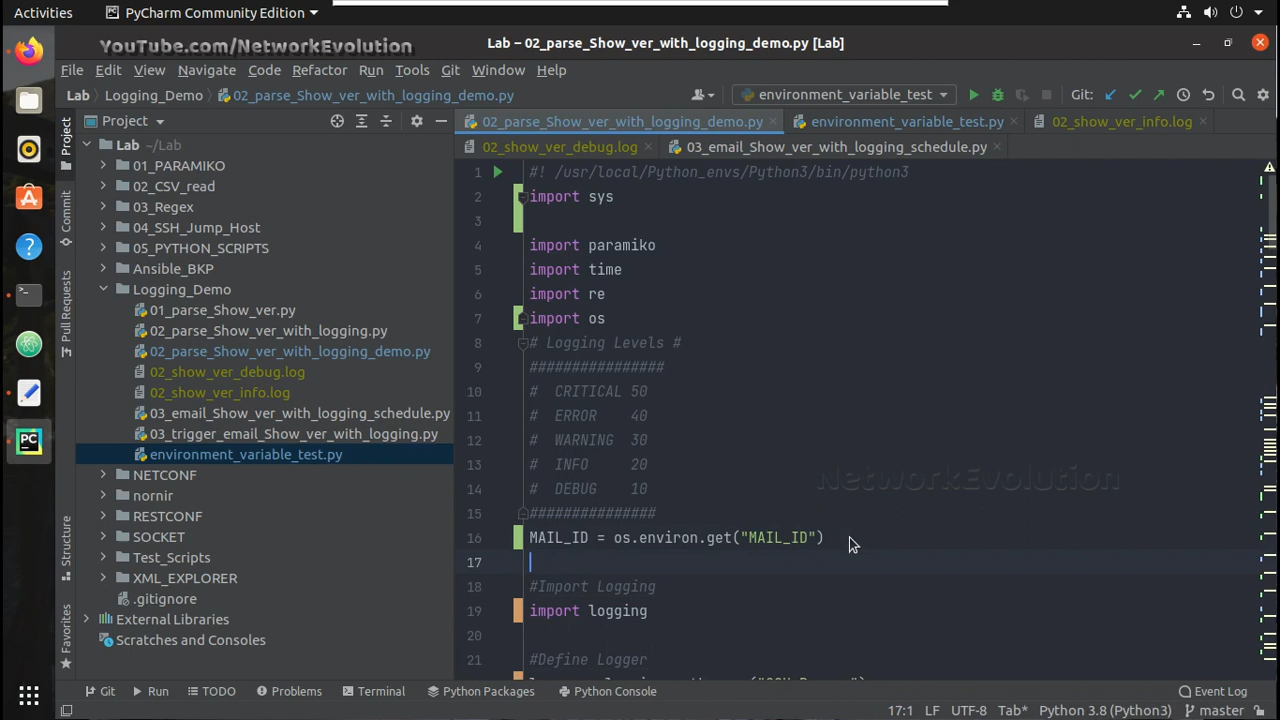 Activities PyCharm Community Edition
YouTube.com/NetworkEvolution Lab – 02_parse_Show_ver_with_logging_demo.py [Lab]
File Edit View Navigate Code Refactor Run Tools Git Window Help
Lab Logging_Demo 02_parse_Show_ver_with_logging_demo.py environment_variable_test Git:
Project 02_parse_Show_ver_with_logging_demo.py environment_variable_test.py 02_show_ver_info.log
02_show_ver_debug.log 03_email_Show_ver_with_logging_schedule.py
Project
Commit
Pull Requests
Structure
Favorites
Lab ~/Lab
01_PARAMIKO
02_CSV_read
03_Regex
04_SSH_Jump_Host
05_PYTHON_SCRIPTS
Ansible_BKP
Logging_Demo
01_parse_Show_ver.py
02_parse_Show_ver_with_logging.py
02_parse_Show_ver_with_logging_demo.py
02_show_ver_debug.log
02_show_ver_info.log
03_email_Show_ver_with_logging_schedule.py
03_trigger_email_Show_ver_with_logging.py
environment_variable_test.py
NETCONF
nornir
RESTCONF
SOCKET
Test_Scripts
XML_EXPLORER
.gitignore
External Libraries
Scratches and Consoles
1 #! /usr/local/Python_envs/Python3/bin/python3
2 import sys
3
4 import paramiko
5 import time
6 import re
7 import os
8 # Logging Levels #
9 ################
10 # CRITICAL 50
11 # ERROR 40
12 # WARNING 30
13 # INFO 20
14 # DEBUG 10
15 ###############
16 MAIL_ID = os.environ.get("MAIL_ID")
17
18 #Import Logging
19 import logging
20
21 #Define Logger
NetworkEvolution
Git Run TODO Problems Terminal Python Packages Python Console Event Log
17:1 LF UTF-8 Tab* Python 3.8 (Python3) master